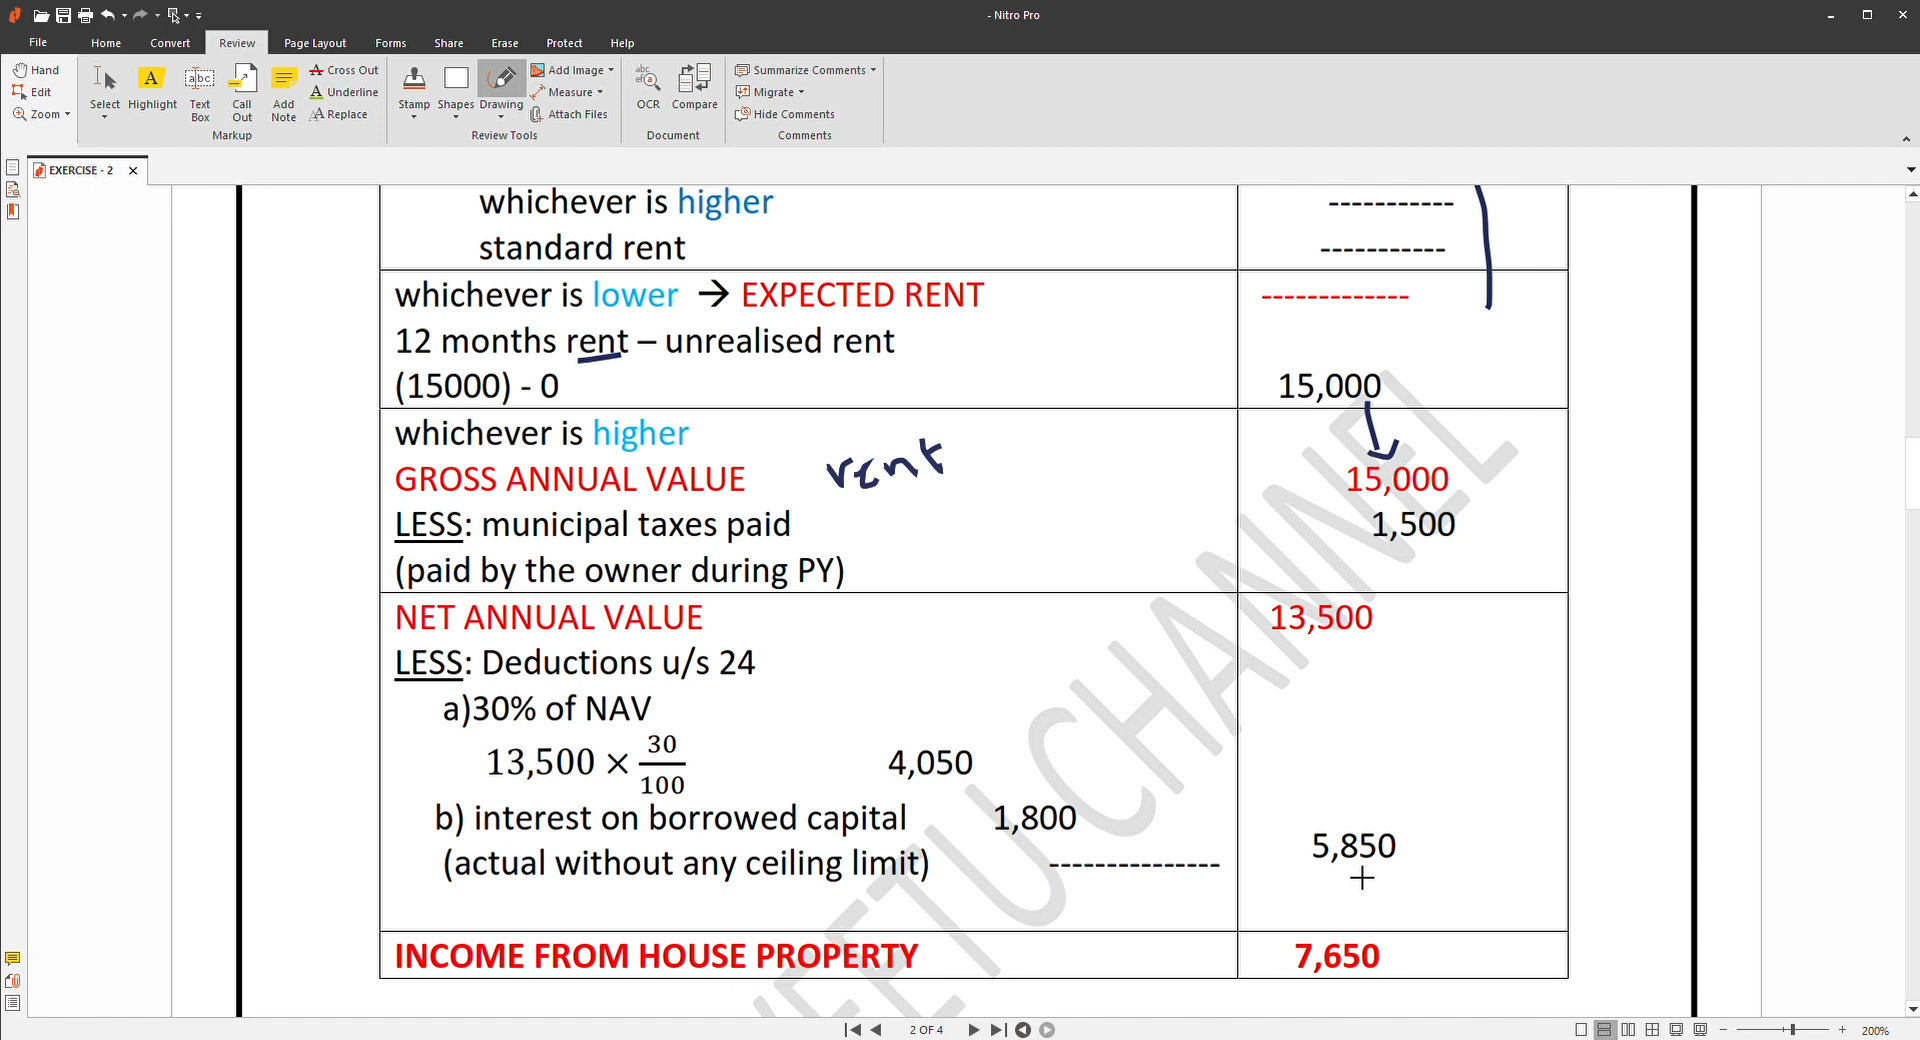 - Nitro Pro
File Home Convert Review Page Layout Forms Share Erase Protect Help
Hand
Edit
Zoom
Select
Highlight
Text Box
Call Out
Add Note
Cross Out
Underline
Replace
Markup
Stamp
Shapes
Drawing
Add Image
Measure
Attach Files
Review Tools
OCR
Compare
Document
Summarize Comments
Migrate
Hide Comments
Comments
EXERCISE - 2
whichever is higher -----------
standard rent -----------
whichever is lower → EXPECTED RENT -------------
12 months rent – unrealised rent
(15000) - 0 15,000
whichever is higher
rent
GROSS ANNUAL VALUE 15,000
LESS: municipal taxes paid 1,500
(paid by the owner during PY)
NET ANNUAL VALUE 13,500
LESS: Deductions u/s 24
a)30% of NAV
13,500 × 30/100 4,050
b) interest on borrowed capital 1,800
5,850
(actual without any ceiling limit) ---------------
INCOME FROM HOUSE PROPERTY 7,650
EETU CHANNEL
2 OF 4
200%